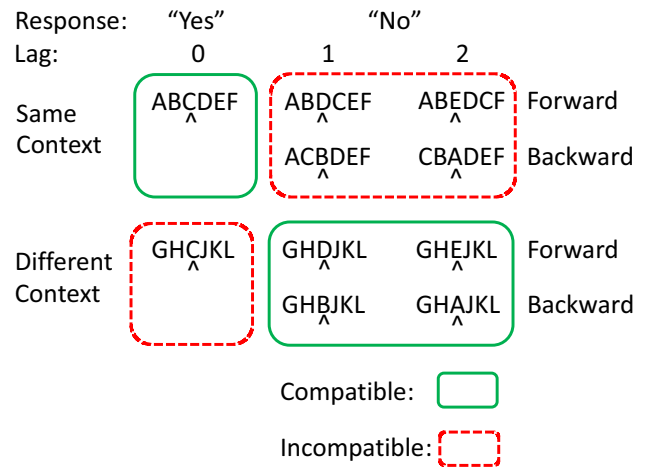 Response: "Yes" "No"
Lag: 0 1 2
Same Context ABCDEF ABDCEF ABEDCF Forward
^ ^ ^
ACBDEF CBADEF Backward
^ ^
Different Context GHCJKL GHDJKL GHEJKL Forward
^ ^ ^
GHBJKL GHAJKL Backward
^ ^
Compatible:
Incompatible: